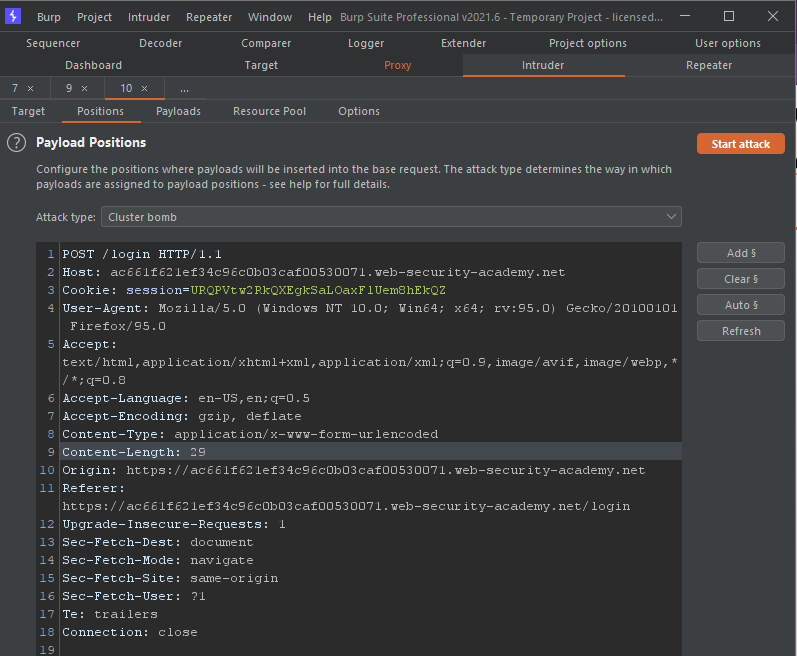 Burp Project Intruder Repeater Window Help Burp Suite Professional v2021.6 - Temporary Project - licensed...
Sequencer Decoder Comparer Logger Extender Project options User options
Dashboard Target Proxy Intruder Repeater
7 × 9 × 10 × ...
Target Positions Payloads Resource Pool Options
? Payload Positions
Start attack
Configure the positions where payloads will be inserted into the base request. The attack type determines the way in which
payloads are assigned to payload positions - see help for full details.
Attack type: Cluster bomb
Add §
Clear §
Auto §
Refresh
1 POST /login HTTP/1.1
2 Host: ac661f621ef34c96c0b03caf00530071.web-security-academy.net
3 Cookie: session=URQPVtw2RkQXEgkSaLOaxFlUem8hEkQZ
4 User-Agent: Mozilla/5.0 (Windows NT 10.0; Win64; x64; rv:95.0) Gecko/20100101
Firefox/95.0
5 Accept:
text/html,application/xhtml+xml,application/xml;q=0.9,image/avif,image/webp,*
/*;q=0.8
6 Accept-Language: en-US,en;q=0.5
7 Accept-Encoding: gzip, deflate
8 Content-Type: application/x-www-form-urlencoded
9 Content-Length: 29
10 Origin: https://ac661f621ef34c96c0b03caf00530071.web-security-academy.net
11 Referer:
https://ac661f621ef34c96c0b03caf00530071.web-security-academy.net/login
12 Upgrade-Insecure-Requests: 1
13 Sec-Fetch-Dest: document
14 Sec-Fetch-Mode: navigate
15 Sec-Fetch-Site: same-origin
16 Sec-Fetch-User: ?1
17 Te: trailers
18 Connection: close
19